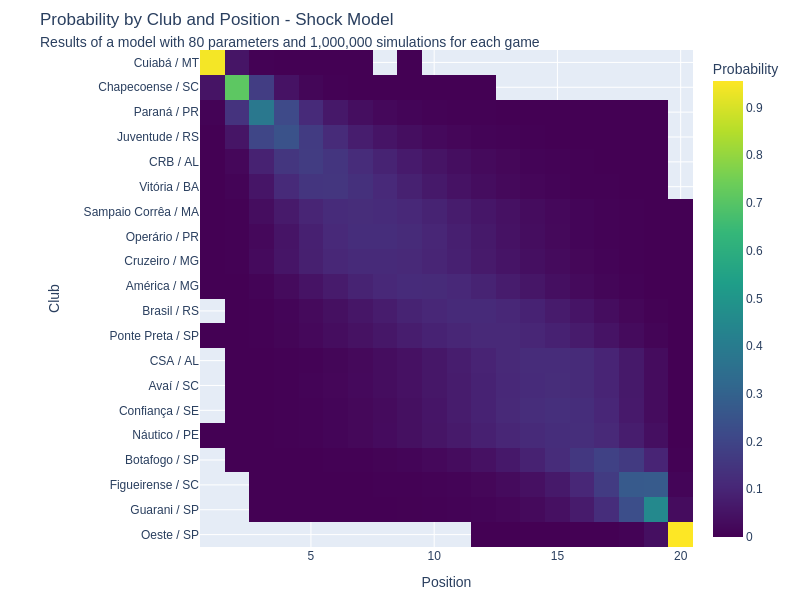 Probability by Club and Position - Shock Model
Results of a model with 80 parameters and 1,000,000 simulations for each game
Probability
Club
Cuiabá / MT
Chapecoense / SC
Paraná / PR
Juventude / RS
CRB / AL
Vitória / BA
Sampaio Corrêa / MA
Operário / PR
Cruzeiro / MG
América / MG
Brasil / RS
Ponte Preta / SP
CSA / AL
Avaí / SC
Confiança / SE
Náutico / PE
Botafogo / SP
Figueirense / SC
Guarani / SP
Oeste / SP
0.9
0.8
0.7
0.6
0.5
0.4
0.3
0.2
0.1
0
5 10 15 20
Position